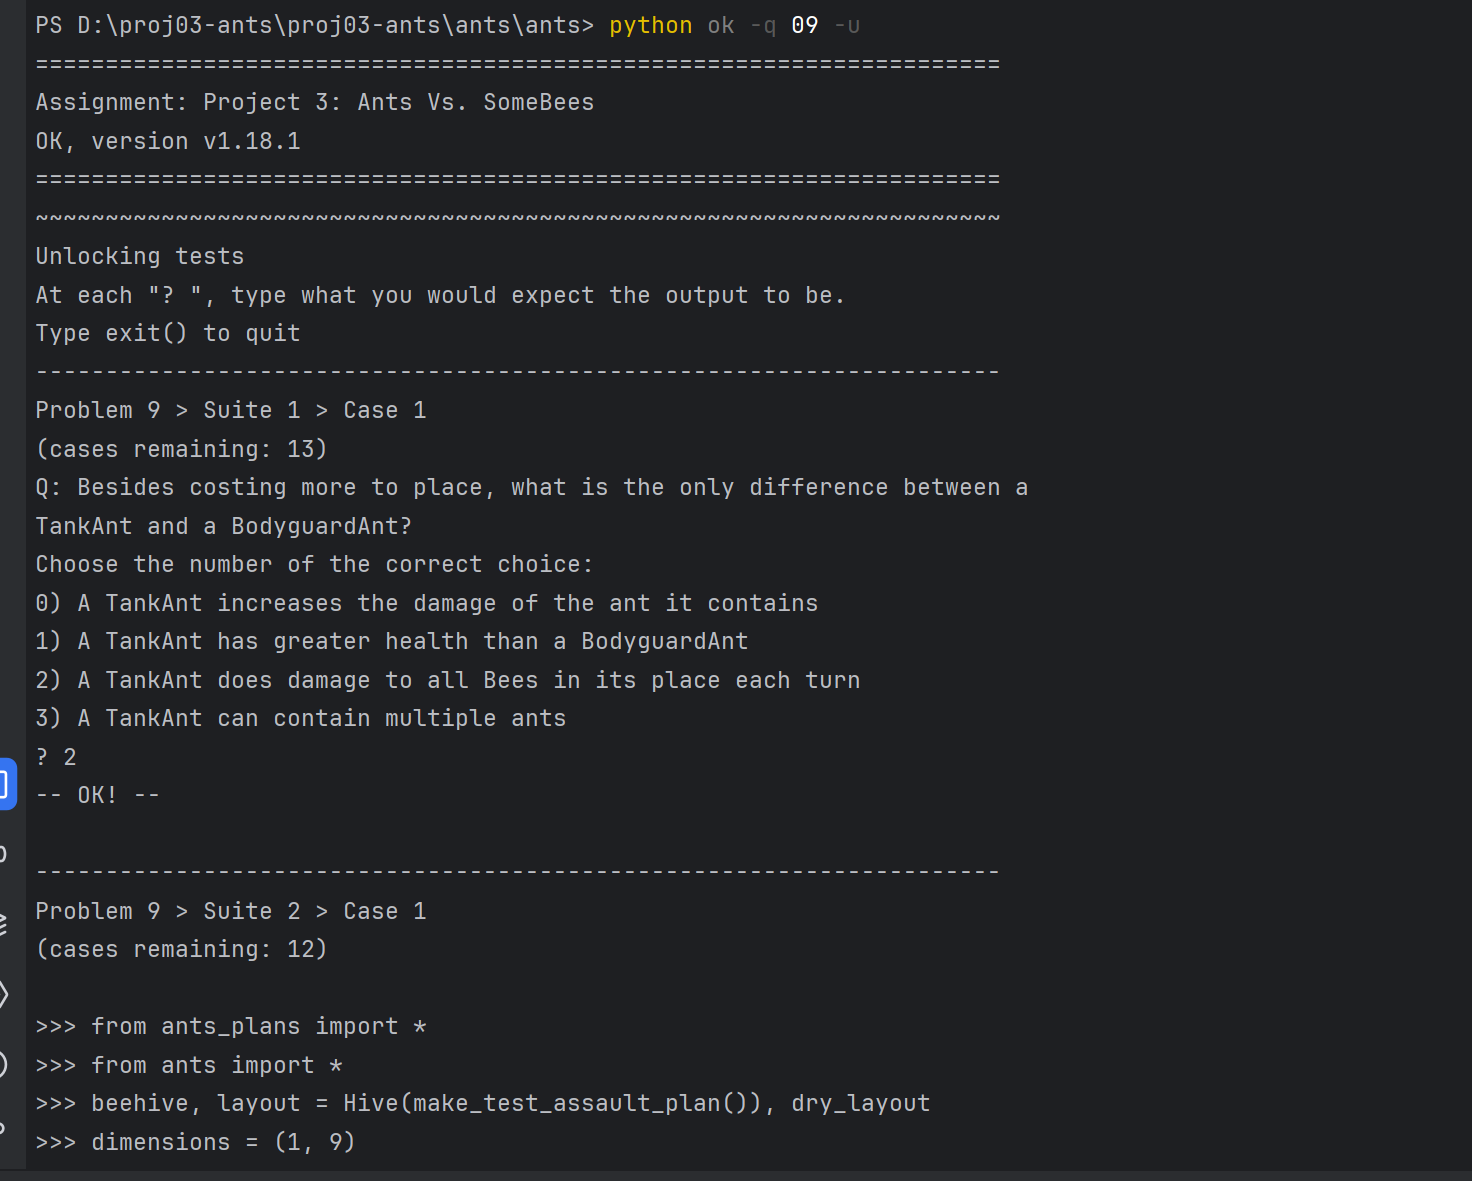 PS D:\proj03-ants\proj03-ants\ants\ants> python ok -q 09 -u
=====================================================================
Assignment: Project 3: Ants Vs. SomeBees
OK, version v1.18.1
=====================================================================
~~~~~~~~~~~~~~~~~~~~~~~~~~~~~~~~~~~~~~~~~~~~~~~~~~~~~~~~~~~~~~~~~~~~~
Unlocking tests
At each "? ", type what you would expect the output to be.
Type exit() to quit
---------------------------------------------------------------------
Problem 9 > Suite 1 > Case 1
(cases remaining: 13)
Q: Besides costing more to place, what is the only difference between a
TankAnt and a BodyguardAnt?
Choose the number of the correct choice:
0) A TankAnt increases the damage of the ant it contains
1) A TankAnt has greater health than a BodyguardAnt
2) A TankAnt does damage to all Bees in its place each turn
3) A TankAnt can contain multiple ants
? 2
-- OK! --
---------------------------------------------------------------------
Problem 9 > Suite 2 > Case 1
(cases remaining: 12)
>>> from ants_plans import *
>>> from ants import *
>>> beehive, layout = Hive(make_test_assault_plan()), dry_layout
>>> dimensions = (1, 9)